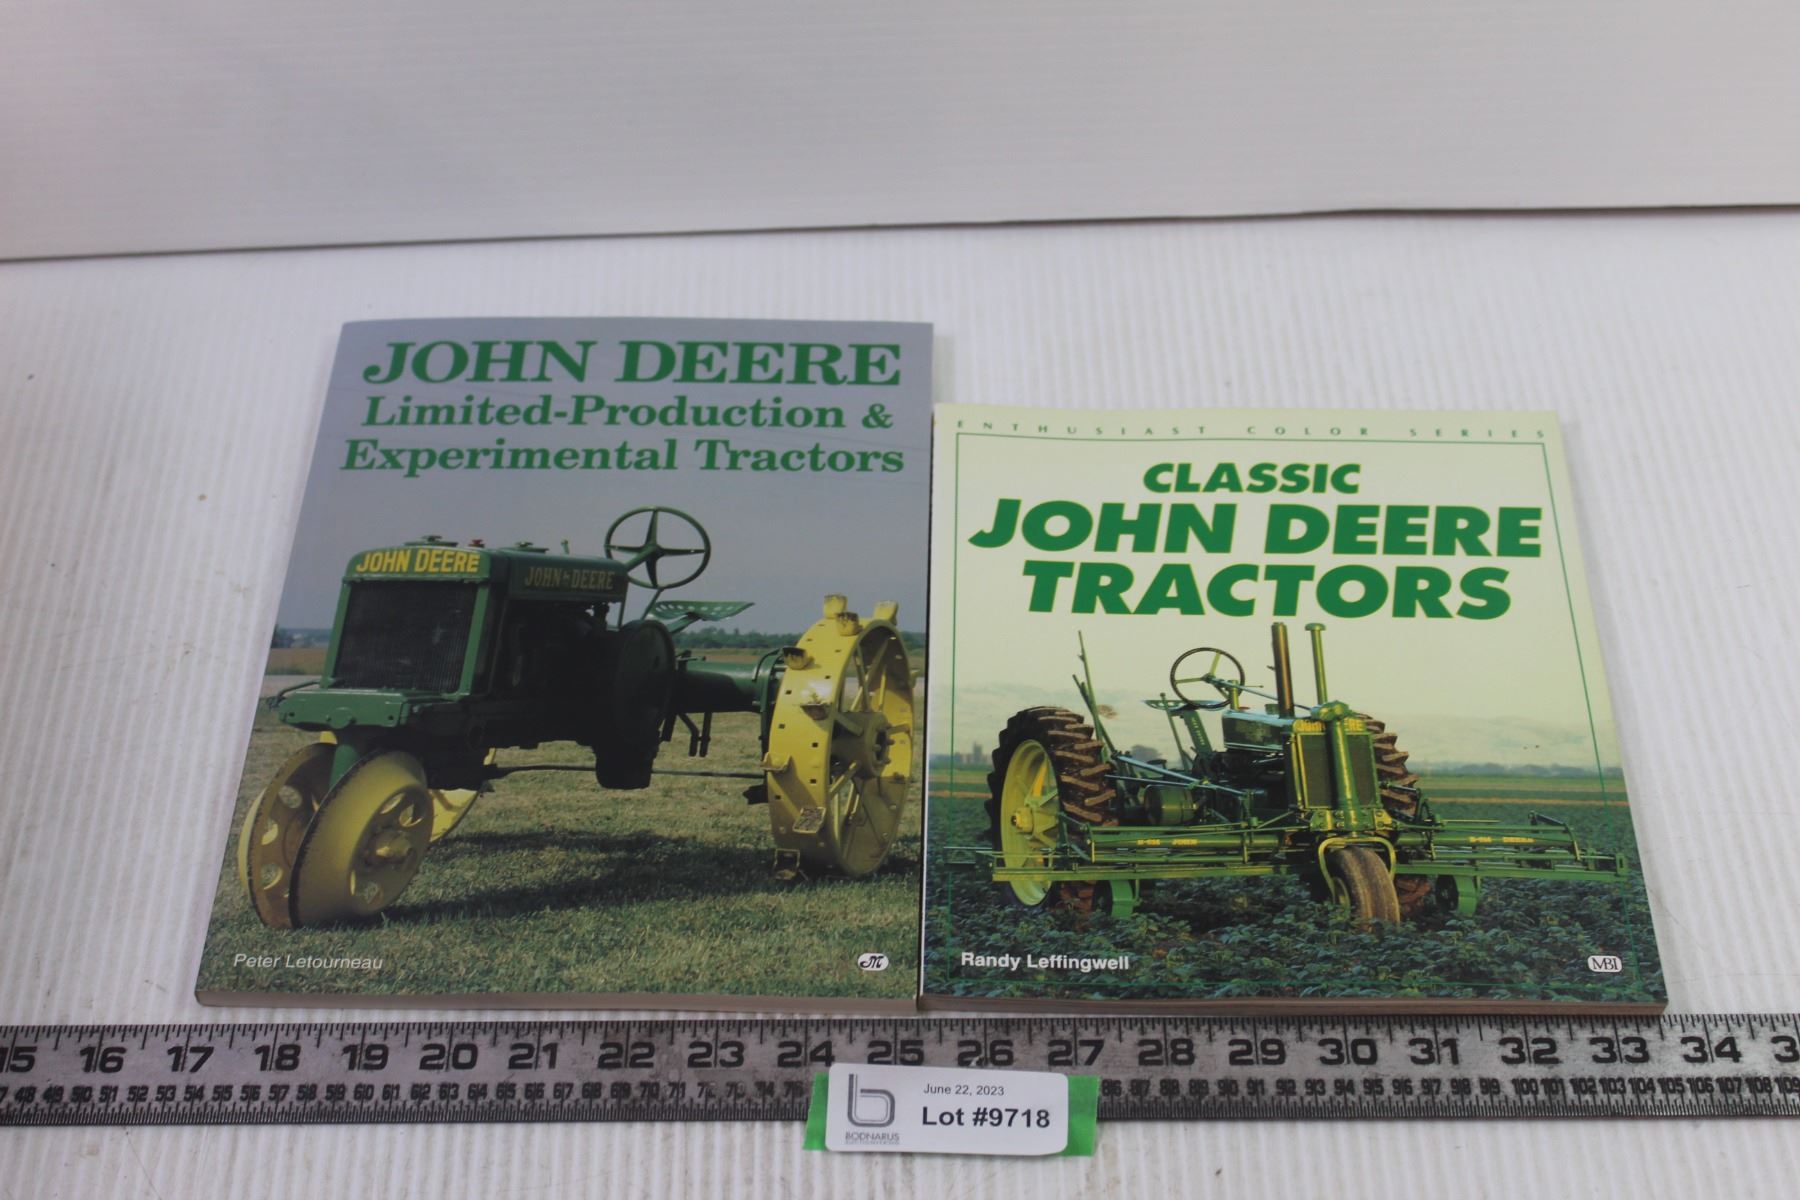 JOHN DEERE
Limited-Production &
Experimental Tractors
JOHN DEERE
JOHN DEERE
Peter Letourneau
M
ENTHUSIAST COLOR SERIES
CLASSIC
JOHN DEERE
TRACTORS
Randy Leffingwell
MBI
15 16 17 18 19 20 21 22 23 24 25 26 27 28 29 30 31 32 33 34 3
June 22, 2023
Lot #9718
b
BODNARUS